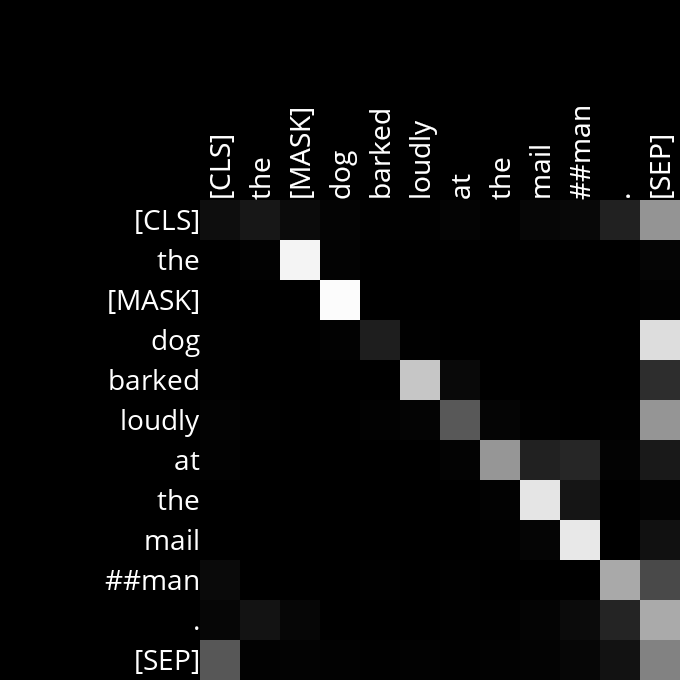 [CLS] the [MASK] dog barked loudly at the mail ##man . [SEP]
[CLS]
the
[MASK]
dog
barked
loudly
at
the
mail
##man
.
[SEP]